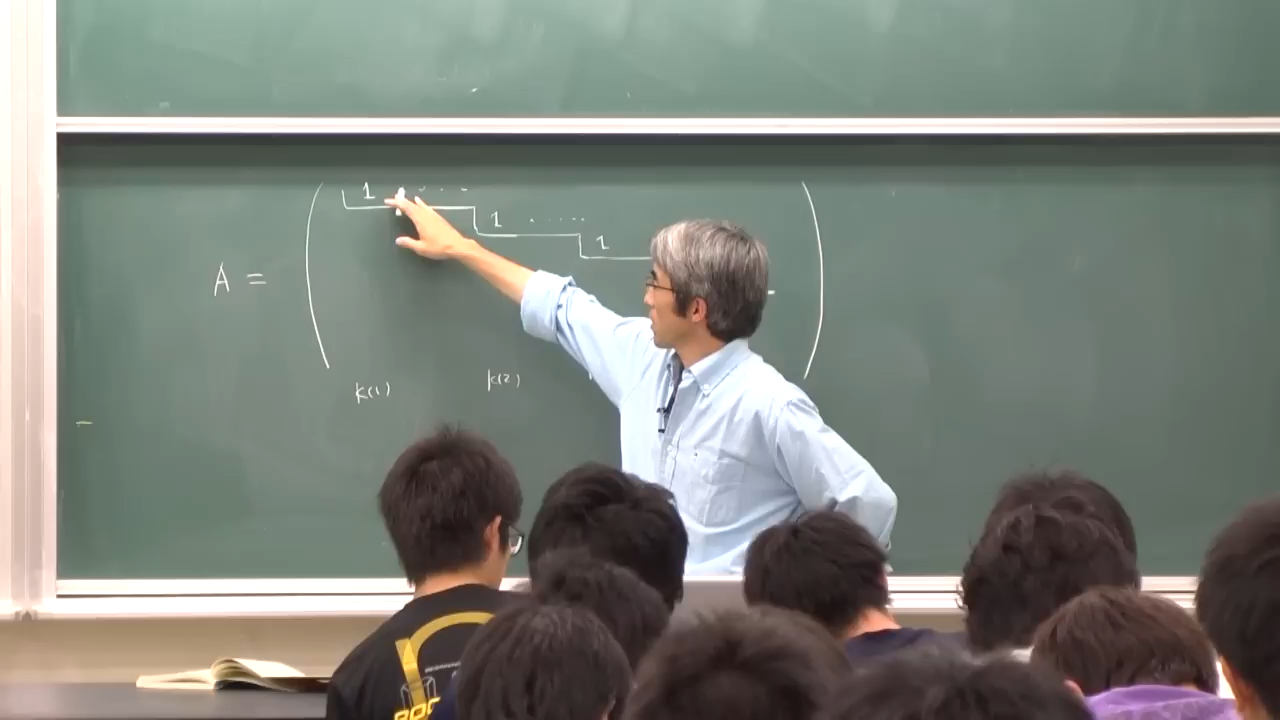 1 . . . .
1 . . . . .
1
A =
k(1) k(2)